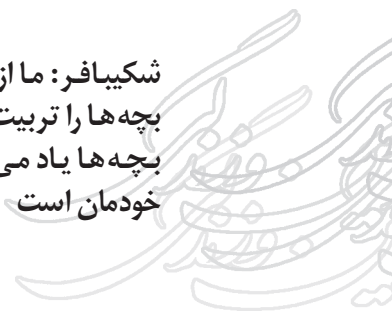 شکیبافر: ما از
بچه‌ها را تربیت
بچه‌ها یاد می
خودمان است